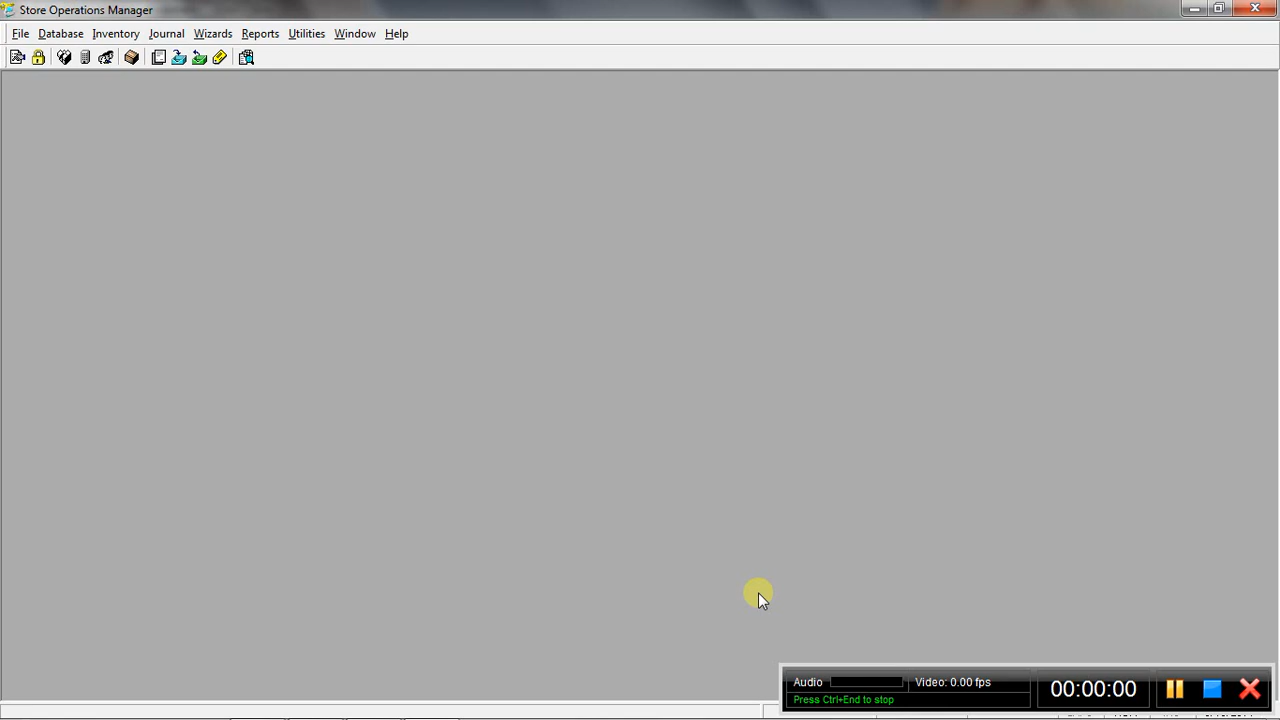 Store Operations Manager
File Database Inventory Journal Wizards Reports Utilities Window Help
Audio Video: 0.00 fps
Press Ctrl+End to stop
00:00:00